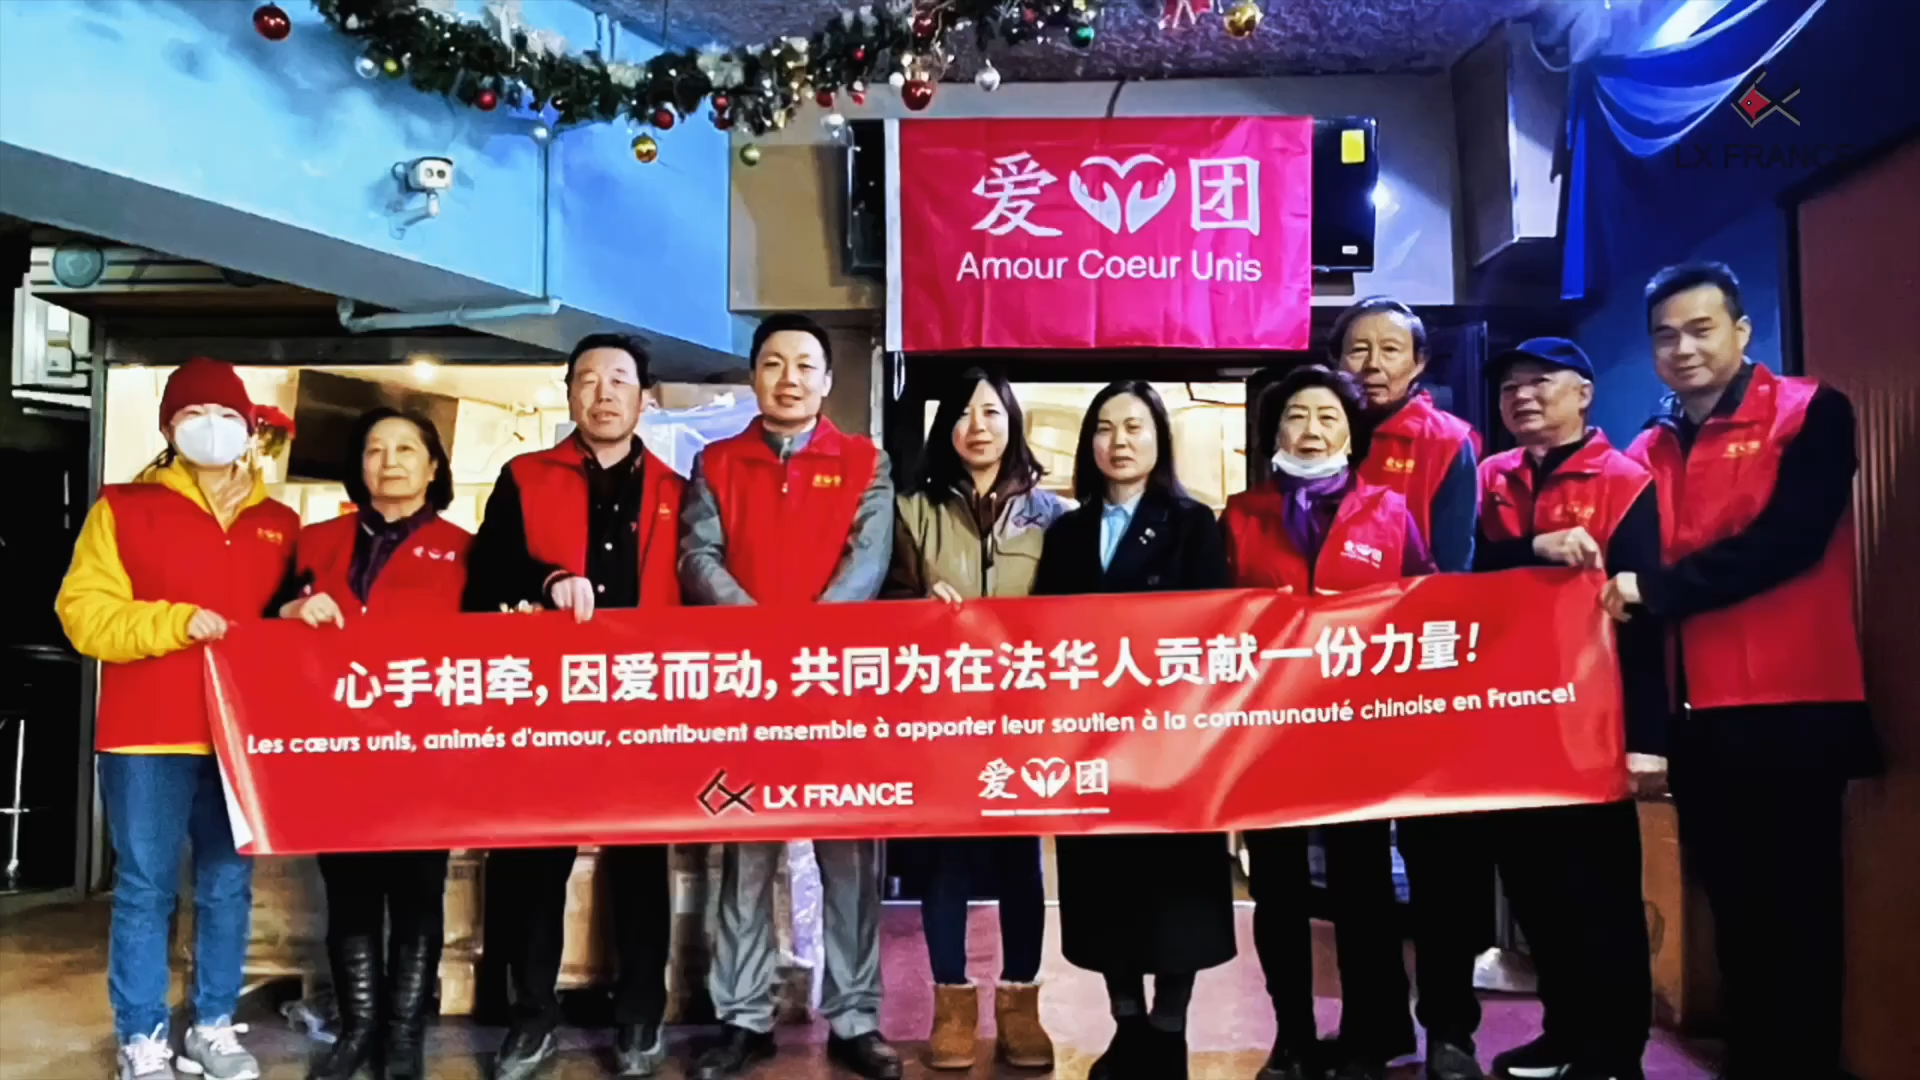 LX FRANCE
爱 团
Amour Coeur Unis
爱 团
心手相牵,因爱而动,共同为在法华人贡献一份力量!
Les cœurs unis, animés d'amour, contribuent ensemble à apporter leur soutien à la communauté chinoise en France!
LX FRANCE
爱 团